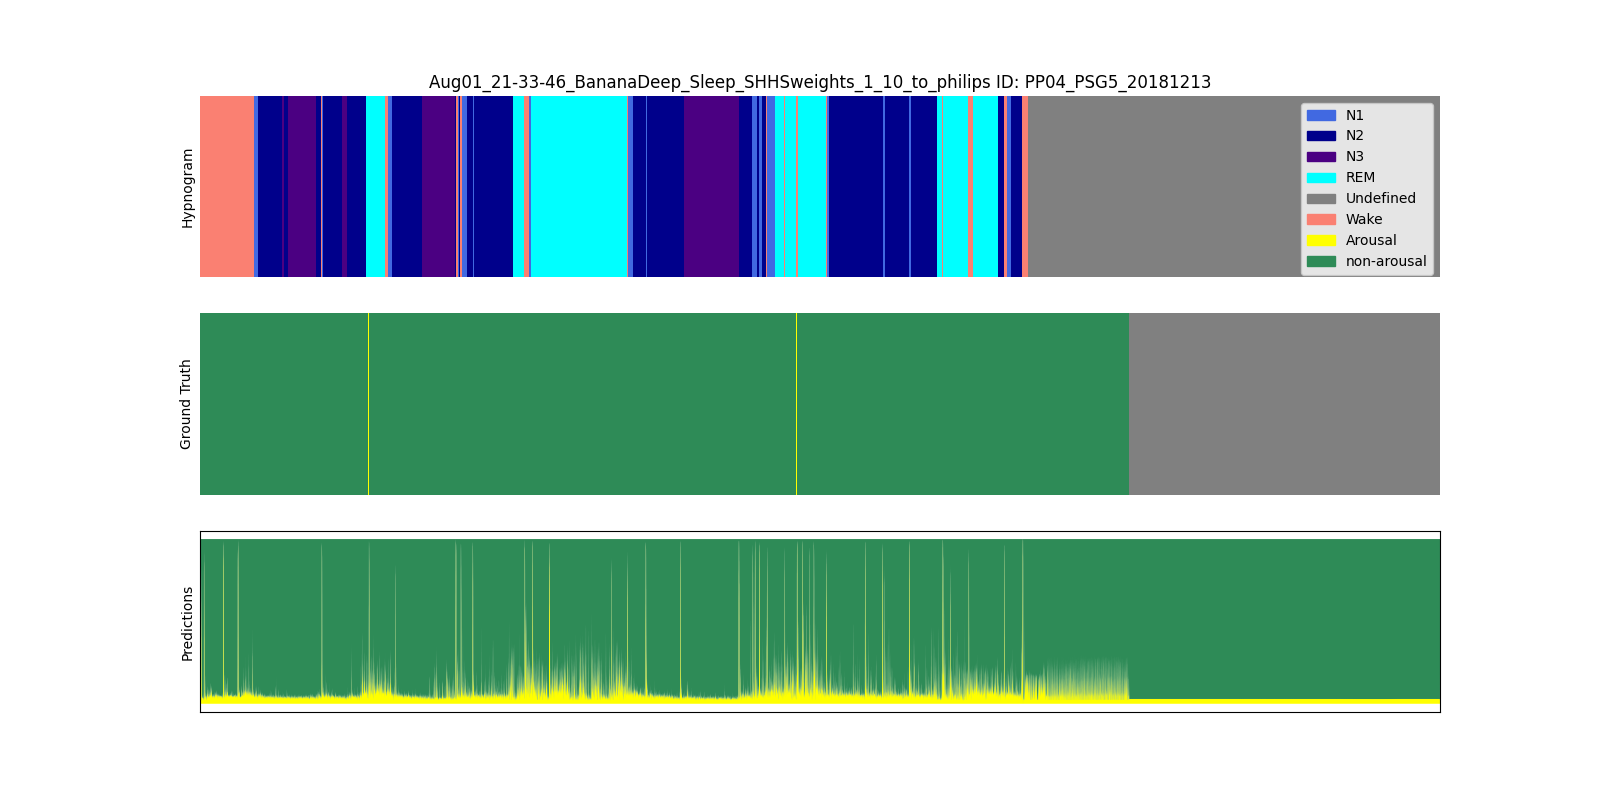 Aug01_21-33-46_BananaDeep_Sleep_SHHSweights_1_10_to_philips ID: PP04_PSG5_20181213
Hypnogram
N1
N2
N3
REM
Undefined
Wake
Arousal
non-arousal
Ground Truth
Predictions